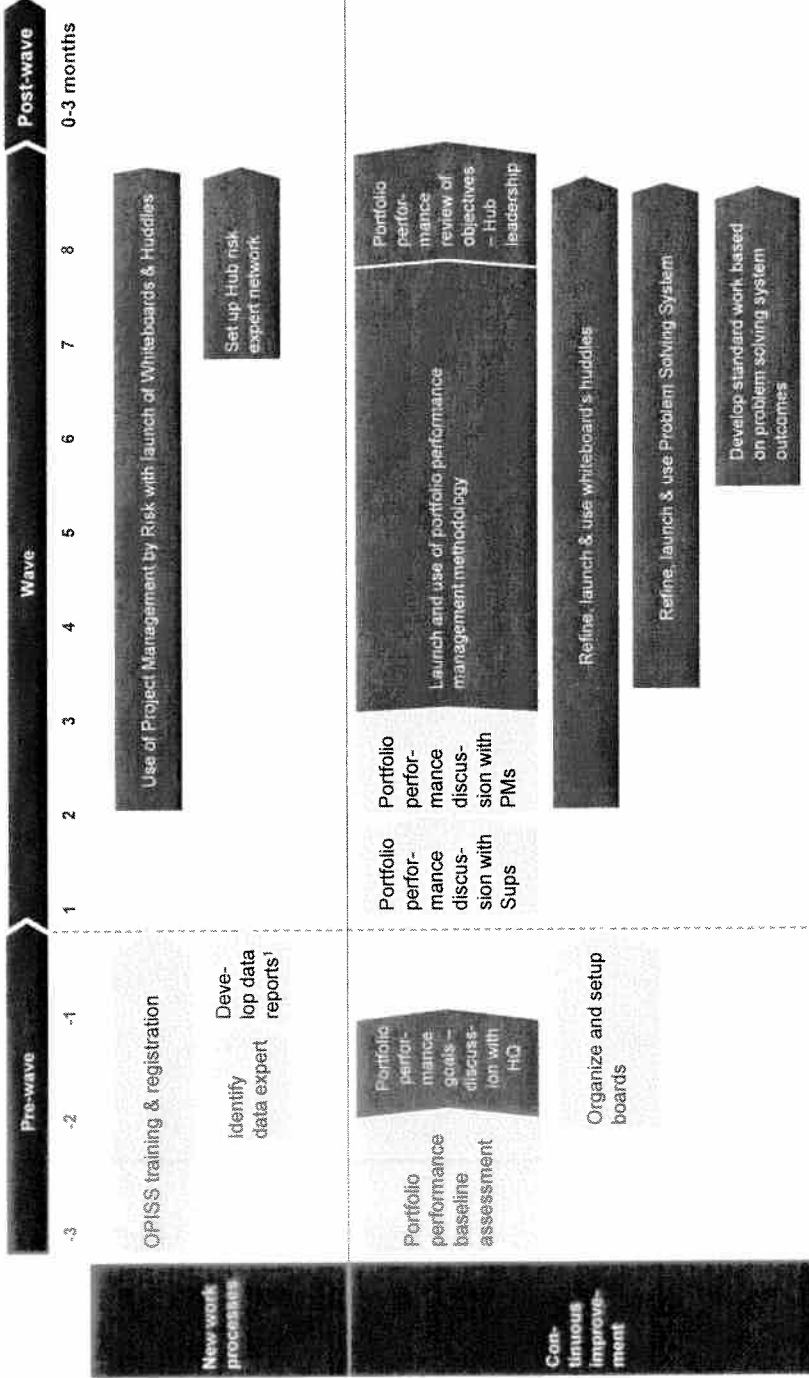 Pre-wave
Wave
Post-wave
-3
-2
-1
1
2
3
4
5
6
7
8
0-3 months
New work
processes
OPISS training & registration
Identify
data expert
Deve-
lop data
reports¹
Use of Project Management by Risk with launch of Whiteboards & Huddles
Set up Hub risk
expert network
Con-
tinuous
improve-
ment
Portfolio
performance
baseline
assessment
Portfolio
perfor-
mance
goals –
discuss-
ion with
HQ
Portfolio
perfor-
mance
discus-
sion with
Sups
Portfolio
perfor-
mance
discus-
sion with
PMs
Launch and use of portfolio performance
management methodology
Portfolio
perfor-
mance
review of
objectives
– Hub
leadership
Organize and setup
boards
Refine, launch & use whiteboard's huddles
Refine, launch & use Problem Solving System
Develop standard work based
on problem solving system
outcomes